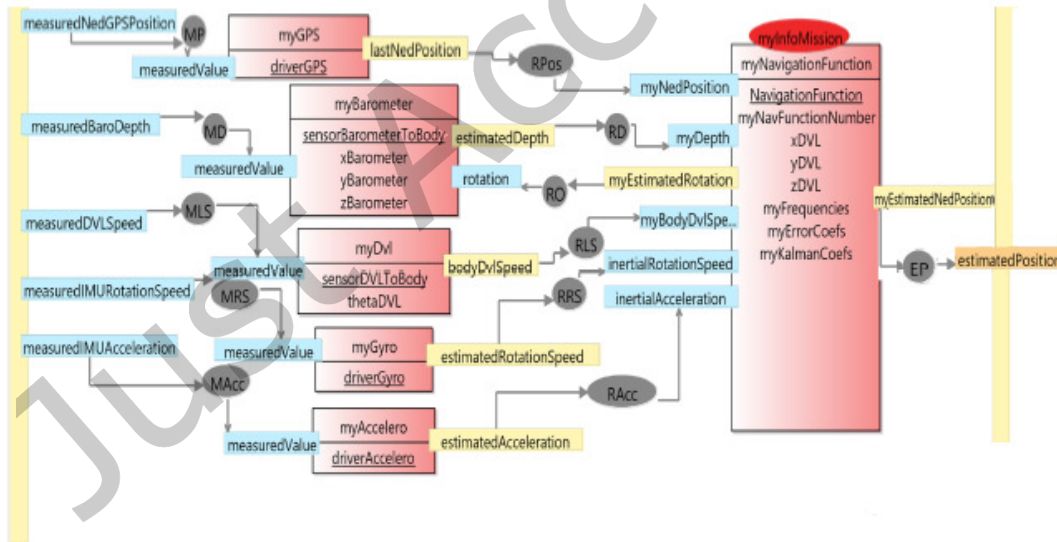 measuredNedGPSPosition
MP
myGPS
measuredValue
driverGPS
lastNedPosition
RPos
myInfoMission
myNavigationFunction
myNedPosition
NavigationFunction
myNavFunctionNumber
xDVL
yDVL
zDVL
myFrequencies
myErrorCoefs
myKalmanCoefs
measuredBaroDepth
MD
myBarometer
sensorBarometerToBody
xBarometer
yBarometer
zBarometer
measuredValue
estimatedDepth
RD
myDepth
rotation
RO
myEstimatedRotation
measuredDVLSpeed
MLS
myDvl
measuredValue
sensorDVLToBody
thetaDVL
bodyDvlSpeed
RLS
myBodyDvlSpe...
myEstimatedNedPosition
EP
estimatedPosition
measuredIMURotationSpeed
MRS
measuredValue
myGyro
driverGyro
estimatedRotationSpeed
RRS
inertialRotationSpeed
inertialAcceleration
measuredIMUAcceleration
MAcc
measuredValue
myAccelero
driverAccelero
estimatedAcceleration
RAcc
Just Acc